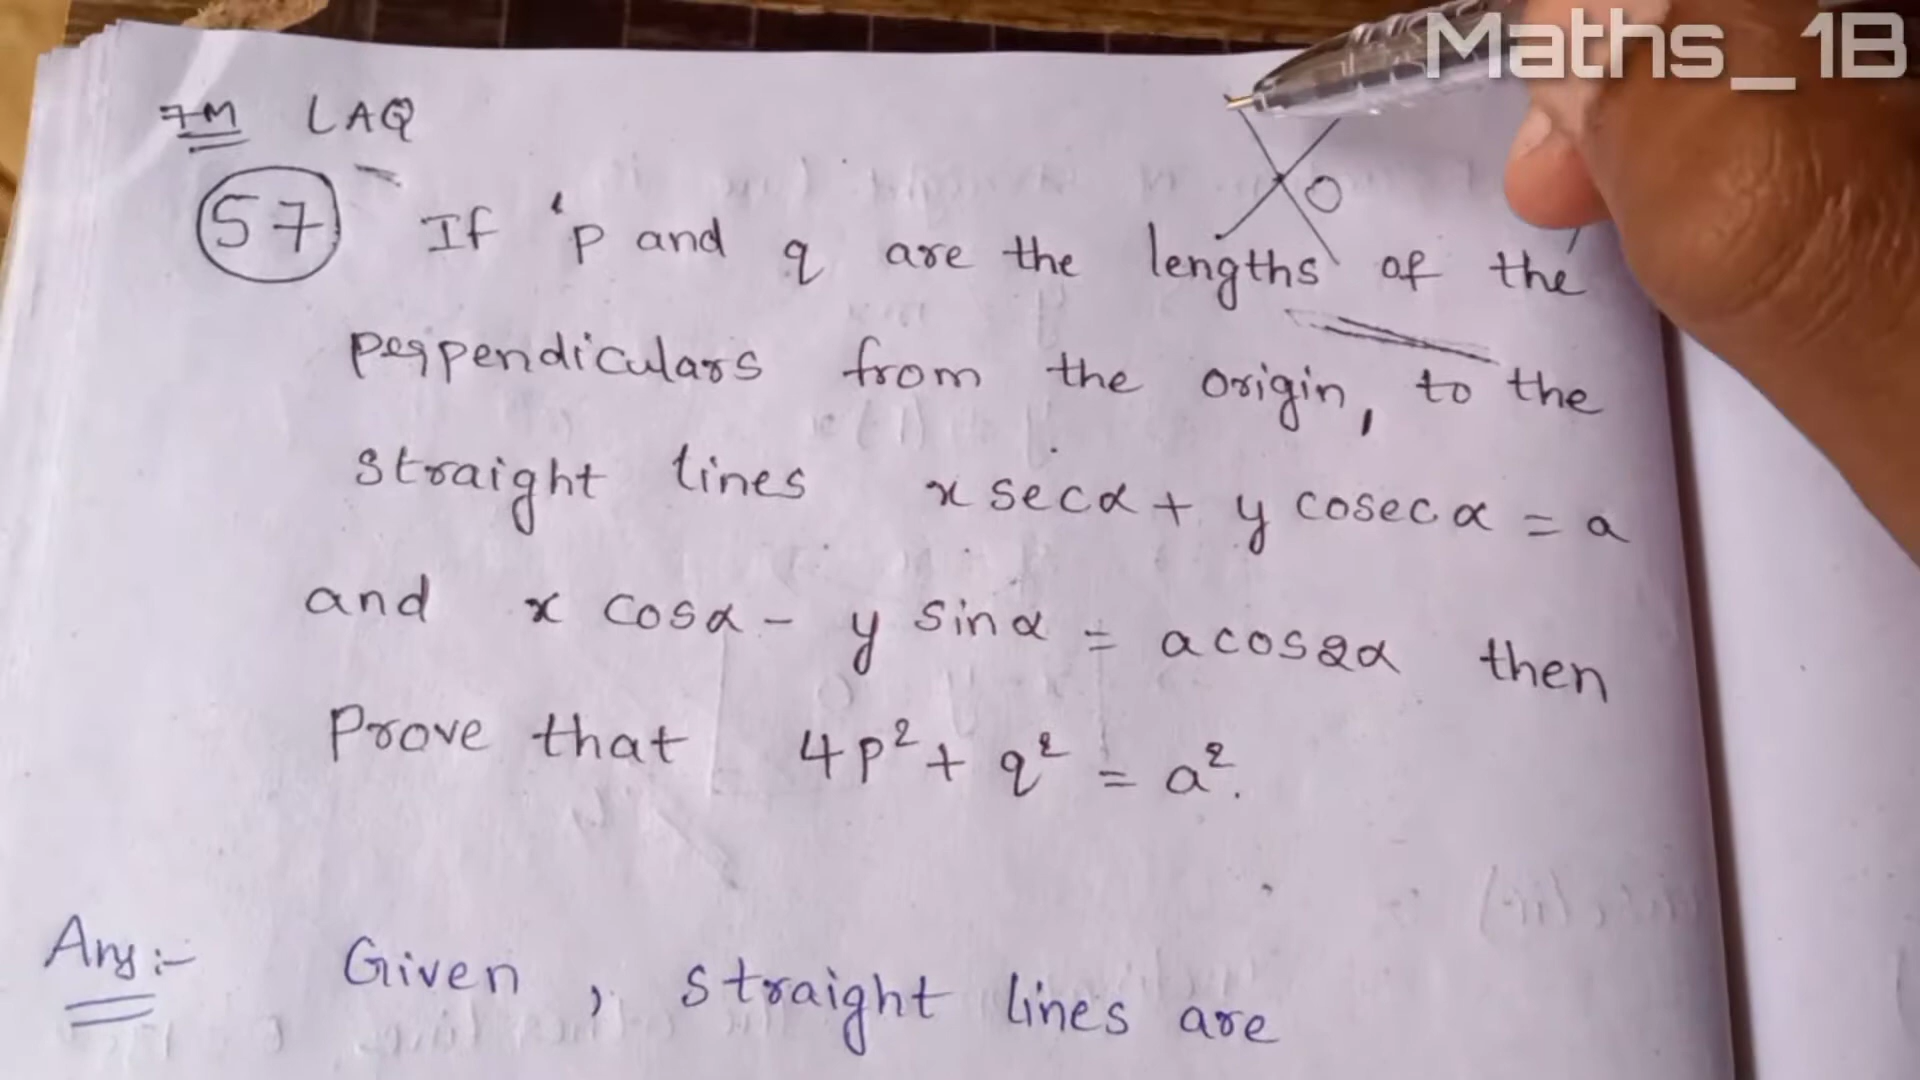 Maths_1B
7M LAQ
57 If 'p and q are the lengths of the
perpendiculars from the origin, to the
straight lines x secα + y cosec α = a
and x cosα - y sinα = a cos2α then
Prove that 4p² + q² = a².
Ans:- Given, straight lines are
O